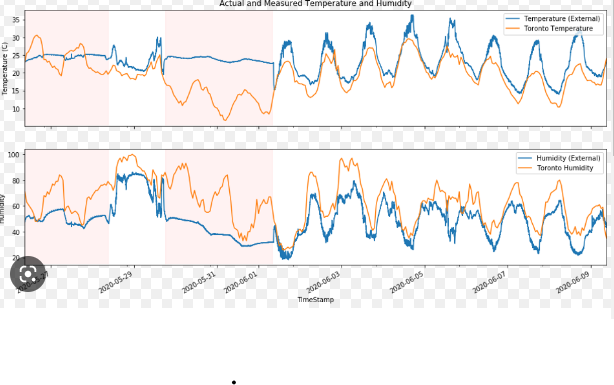 Actual and Measured Temperature and Humidity
Temperature (C)
35
30
25
20
15
10
Temperature (External)
Toronto Temperature
Humidity
100
80
60
40
20
Humidity (External)
Toronto Humidity
2020-05-29
2020-05-31
2020-06-01
2020-06-03
2020-06-05
2020-06-07
2020-06-09
TimeStamp